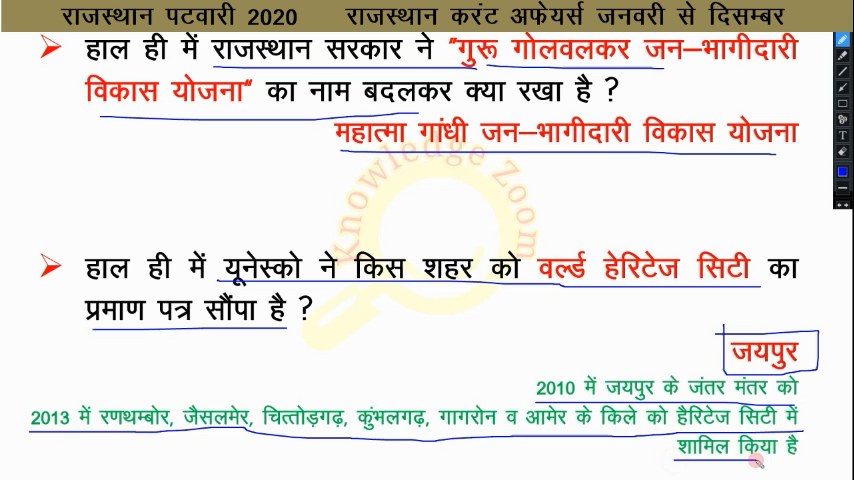 राजस्थान पटवारी 2020 राजस्थान करंट अफेयर्स जनवरी से दिसम्बर
हाल ही में राजस्थान सरकार ने "गुरू गोलवलकर जन–भागीदारी
विकास योजना" का नाम बदलकर क्या रखा है ?
महात्मा गांधी जन–भागीदारी विकास योजना
Knowledge Zoom
हाल ही में यूनेस्को ने किस शहर को वर्ल्ड हेरिटेज सिटी का
प्रमाण पत्र सौंपा है ?
जयपुर
2010 में जयपुर के जंतर मंतर को
2013 में रणथम्बोर, जैसलमेर, चित्तोड़गढ़, कुंभलगढ़, गागरोन व आमेर के किले को हैरिटेज सिटी में
शामिल किया है